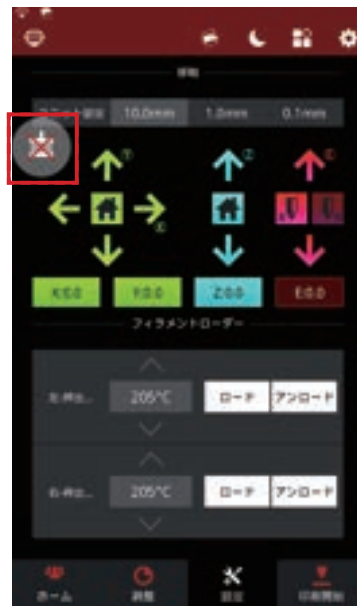 移動
10.0mm 1.0mm 0.1mm
X:0.0 Y:0.0 Z:0.0 E:0.0
フィラメントローダー
205°C ロード アンロード
205°C ロード アンロード
ホーム 調整 設定 印刷開始